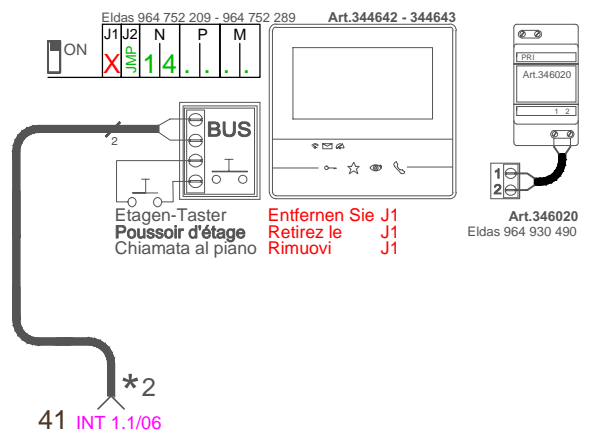 Eldas 964 752 209 - 964 752 289
Art.344642 - 344643
ON
J1 J2 N P M
X JMP 1 4 . . . .
PRI
Art.346020
1 2
BUS
2
1
2
Etagen-Taster Entfernen Sie J1
Poussoir d'étage Retirez le J1
Chiamata al piano Rimuovi J1
Art.346020
Eldas 964 930 490
*2
41 INT 1.1/06